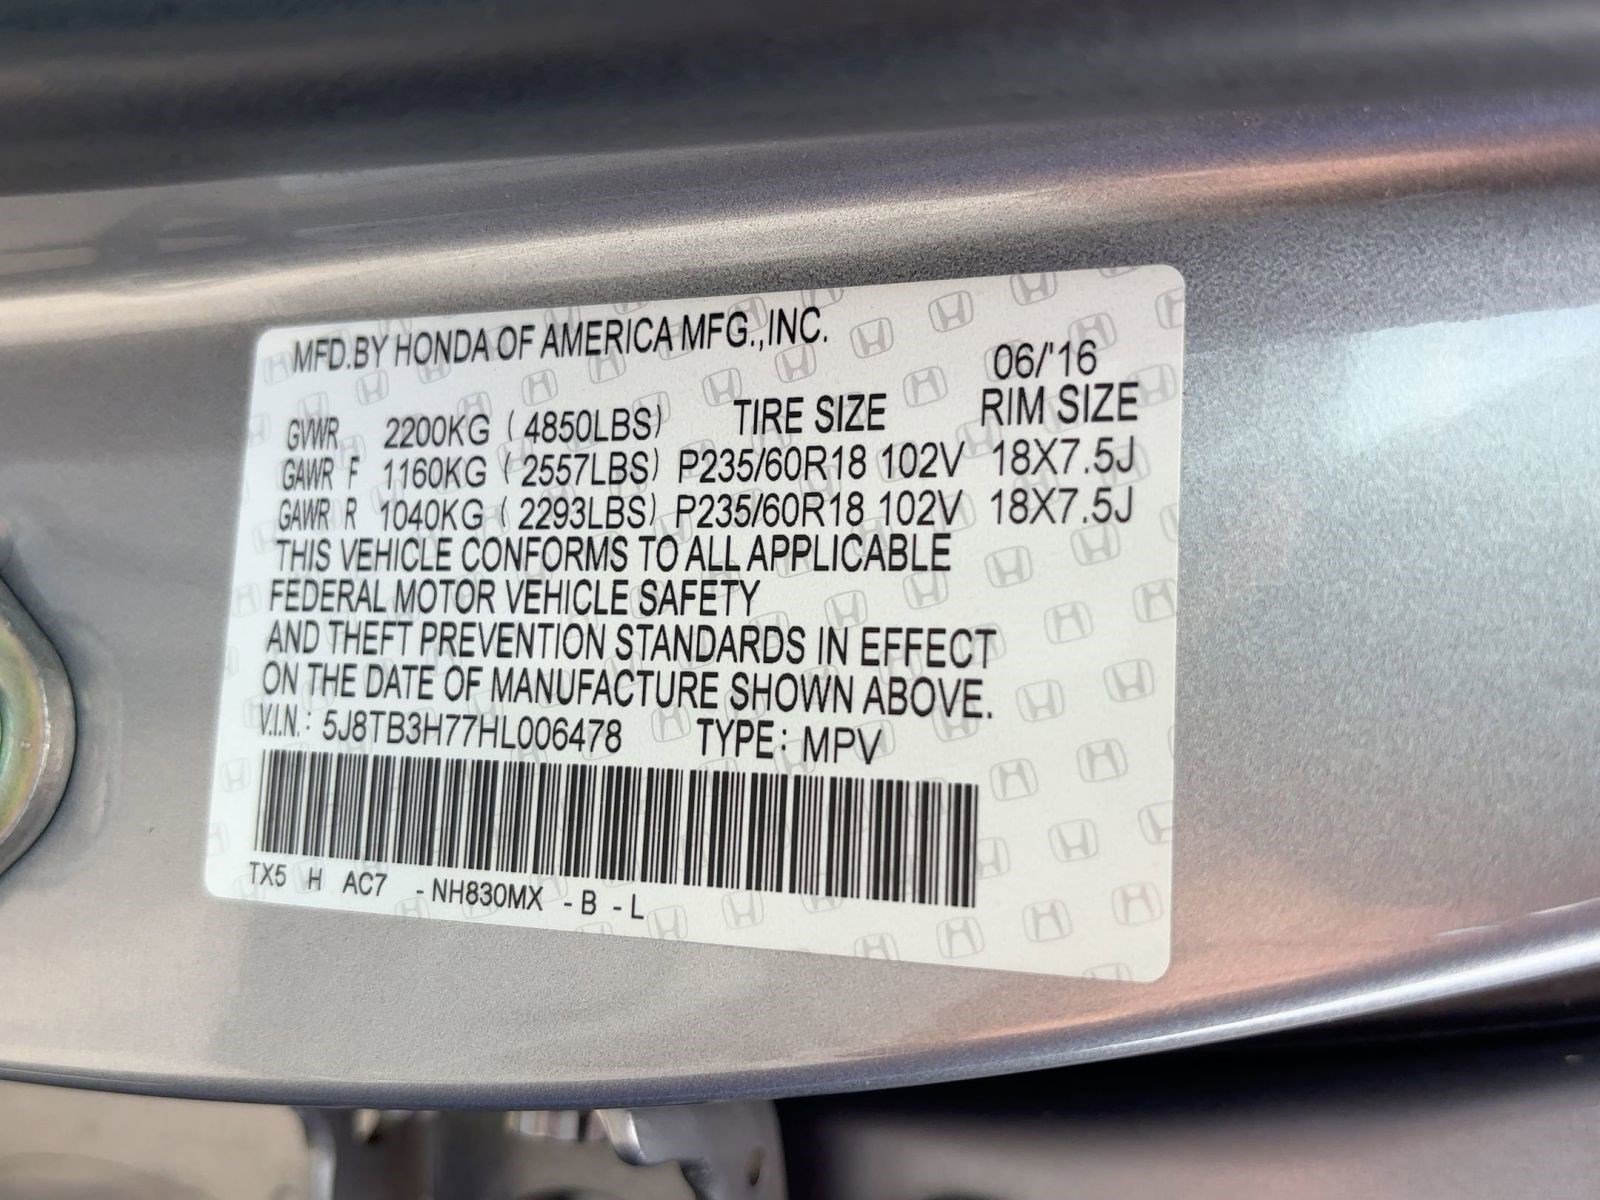 MFD.BY HONDA OF AMERICA MFG.,INC.
06/'16
GVWR 2200KG ( 4850LBS) TIRE SIZE RIM SIZE
GAWR F 1160KG ( 2557LBS) P235/60R18 102V 18X7.5J
GAWR R 1040KG ( 2293LBS) P235/60R18 102V 18X7.5J
THIS VEHICLE CONFORMS TO ALL APPLICABLE
FEDERAL MOTOR VEHICLE SAFETY
AND THEFT PREVENTION STANDARDS IN EFFECT
ON THE DATE OF MANUFACTURE SHOWN ABOVE.
V.I.N.: 5J8TB3H77HL006478 TYPE: MPV
TX5 H AC7 -NH830MX -B -L